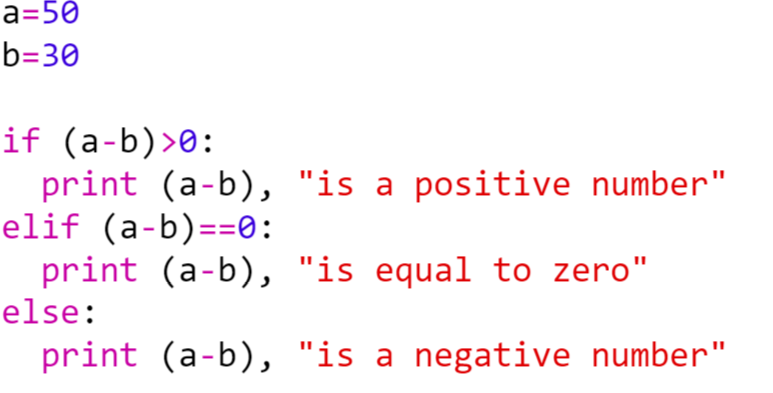 a=50
b=30
if (a-b)>0:
print (a-b), "is a positive number"
elif (a-b)==0:
print (a-b), "is equal to zero"
else:
print (a-b), "is a negative number"